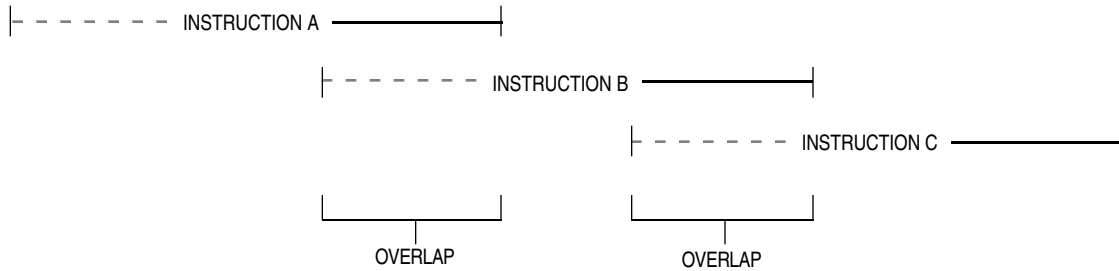 INSTRUCTION A
INSTRUCTION B
INSTRUCTION C
OVERLAP
OVERLAP